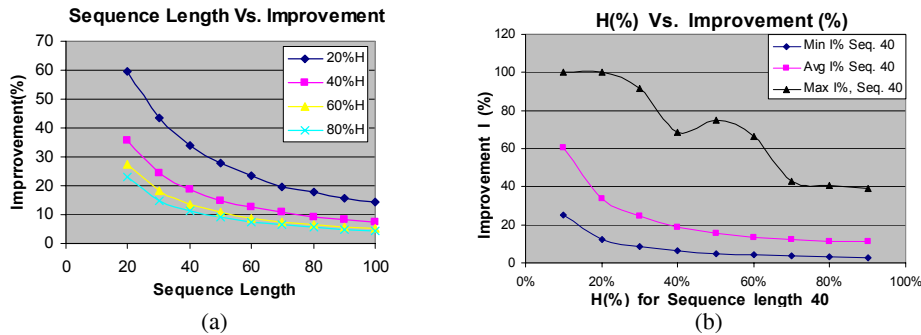 Sequence Length Vs. Improvement
Imprrovement(%)
70
60
50
40
30
20
10
0
20%H
40%H
60%H
80%H
0 20 40 60 80 100
Sequence Length
(a)
H(%) Vs. Improvement (%)
Improvement I (%)
120
100
80
60
40
20
0
Min I% Seq. 40
Avg I% Seq. 40
Max I%, Seq. 40
0% 20% 40% 60% 80% 100%
H(%) for Sequence length 40
(b)